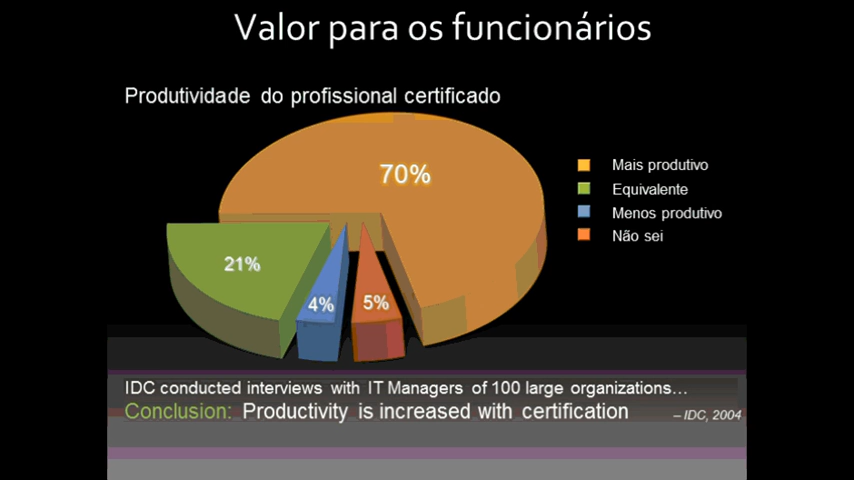 Valor para os funcionários
Produtividade do profissional certificado
70%
Mais produtivo
Equivalente
Menos produtivo
Não sei
21%
4%
5%
IDC conducted interviews with IT Managers of 100 large organizations…
Conclusion: Productivity is increased with certification
– IDC, 2004